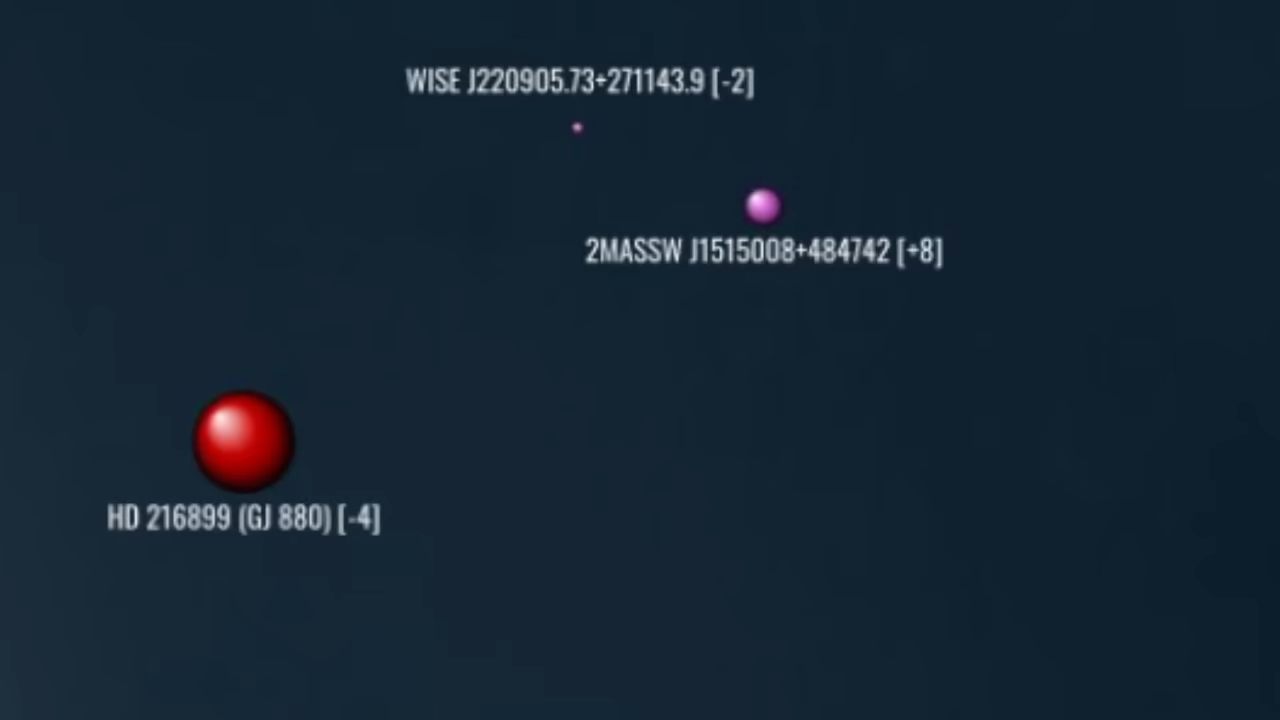 WISE J220905.73+271143.9 [-2]
2MASSW J1515008+484742 [+8]
HD 216899 (GJ 880) [-4]